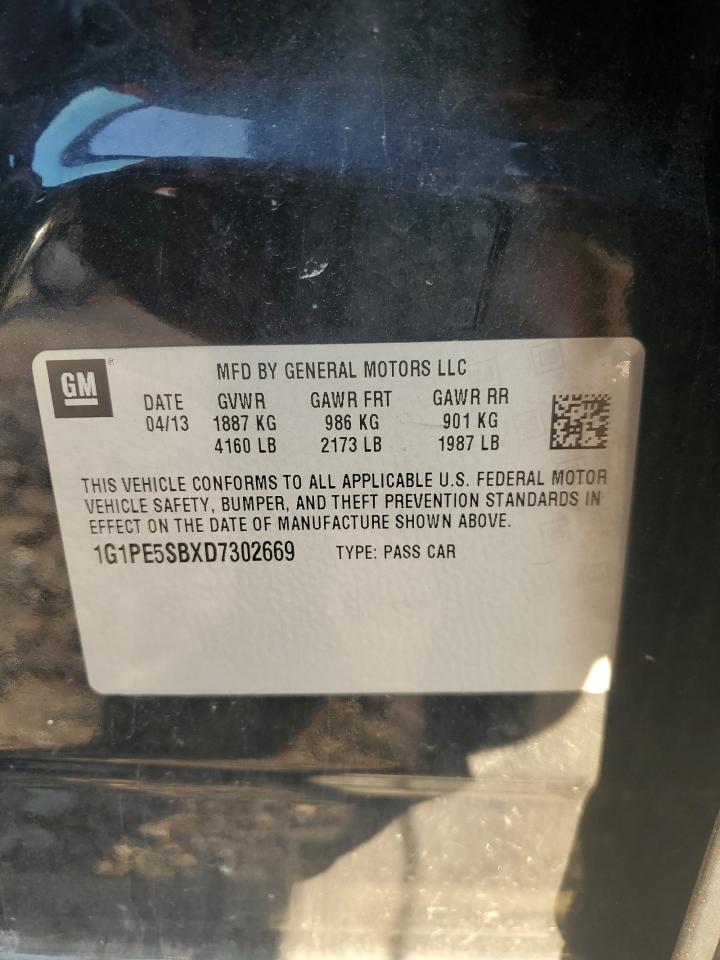 GM
MFD BY GENERAL MOTORS LLC
DATE GVWR GAWR FRT GAWR RR
04/13 1887 KG 986 KG 901 KG
4160 LB 2173 LB 1987 LB
THIS VEHICLE CONFORMS TO ALL APPLICABLE U.S. FEDERAL MOTOR
VEHICLE SAFETY, BUMPER, AND THEFT PREVENTION STANDARDS IN
EFFECT ON THE DATE OF MANUFACTURE SHOWN ABOVE.
1G1PE5SBXD7302669 TYPE: PASS CAR